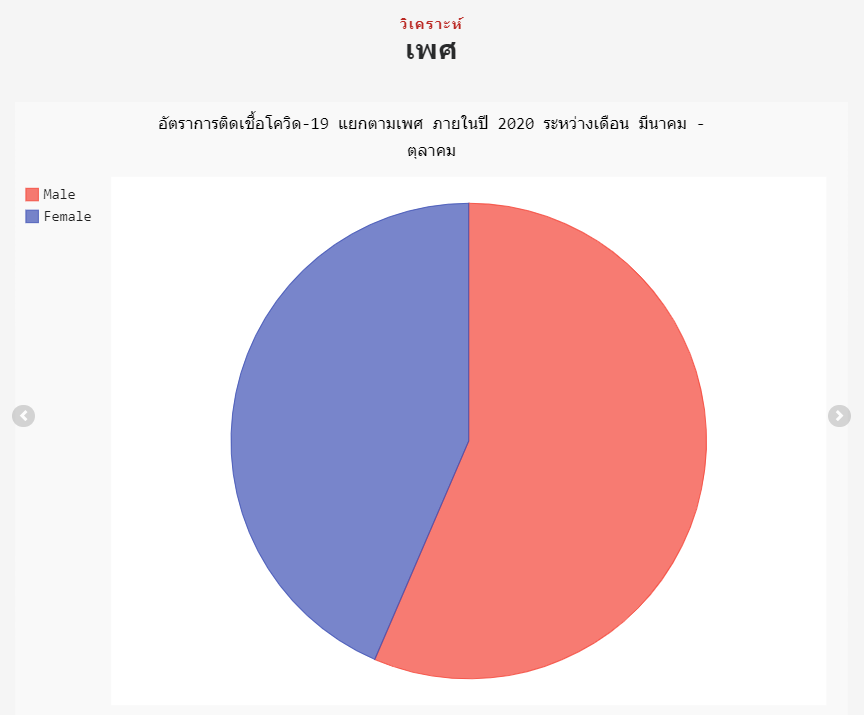 วิเคราะห์
เพศ
อัตราการติดเชื้อโควิด-19 แยกตามเพศ ภายในปี 2020 ระหว่างเดือน มีนาคม -
ตุลาคม
Male
Female